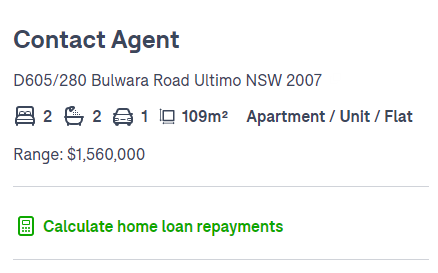 Contact Agent
D605/280 Bulwara Road Ultimo NSW 2007
2 2 1 109m² Apartment / Unit / Flat
Range: $1,560,000
Calculate home loan repayments